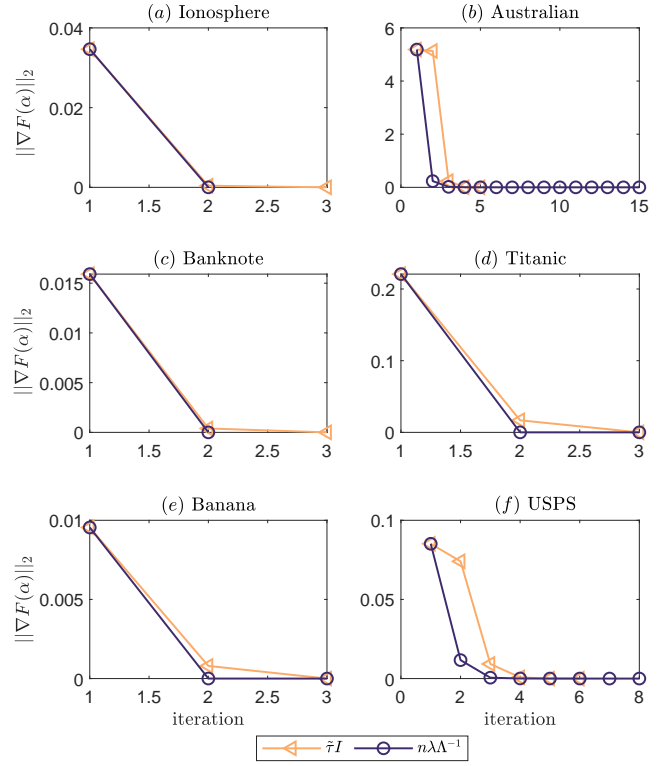 (a) Ionosphere
(b) Australian
||∇F(α)||₂
0.04
0.02
0
1 1.5 2 2.5 3
6
4
2
0
0 5 10 15
(c) Banknote
(d) Titanic
||∇F(α)||₂
0.015
0.01
0.005
0
1 1.5 2 2.5 3
0.2
0.1
0
1 1.5 2 2.5 3
(e) Banana
(f) USPS
||∇F(α)||₂
0.01
0.005
0
1 1.5 2 2.5 3
iteration
0.1
0.05
0
0 2 4 6 8
iteration
τ̃I nλΛ⁻¹